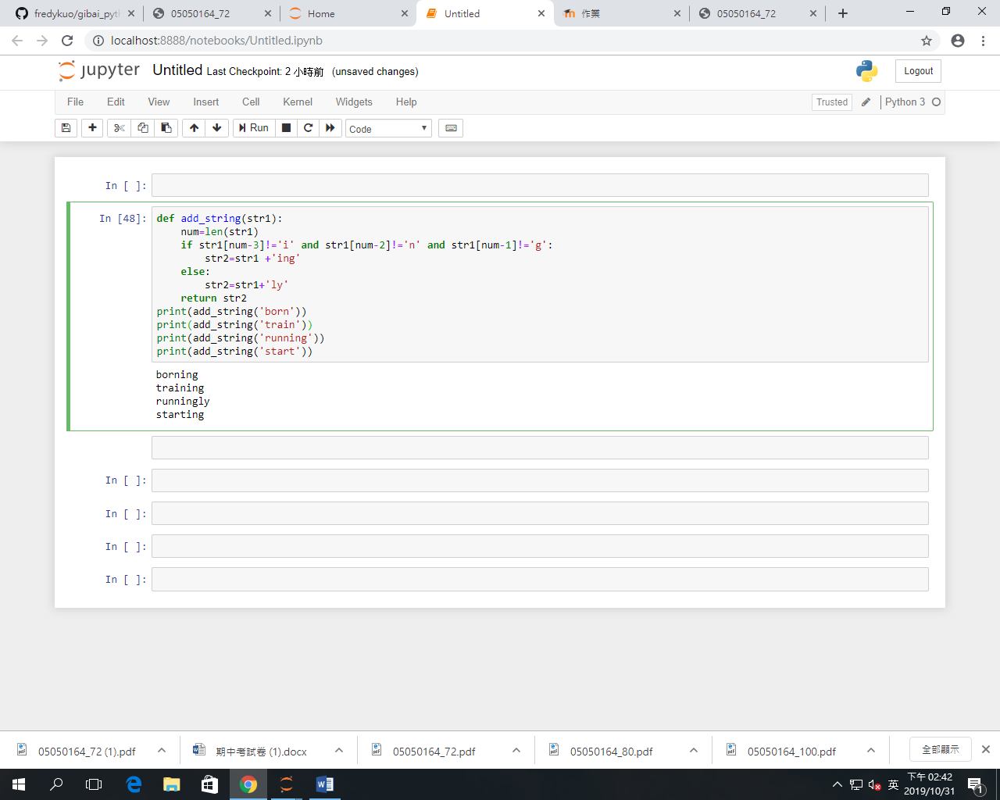 fredykuo/gibai_pyt
05050164_72
Home
Untitled
作業
05050164_72
localhost:8888/notebooks/Untitled.ipynb
jupyter Untitled Last Checkpoint: 2 小時前 (unsaved changes)
Logout
File Edit View Insert Cell Kernel Widgets Help
Trusted Python 3
Run Code
In [ ]:
In [48]:
def add_string(str1):
    num=len(str1)
    if str1[num-3]!='i' and str1[num-2]!='n' and str1[num-1]!='g':
        str2=str1 +'ing'
    else:
        str2=str1+'ly'
    return str2
print(add_string('born'))
print(add_string('train'))
print(add_string('running'))
print(add_string('start'))
borning
training
runningly
starting
In [ ]:
In [ ]:
In [ ]:
In [ ]:
05050164_72 (1).pdf
期中考試卷 (1).docx
05050164_72.pdf
05050164_80.pdf
05050164_100.pdf
全部顯示
英
下午 02:42
2019/10/31
1